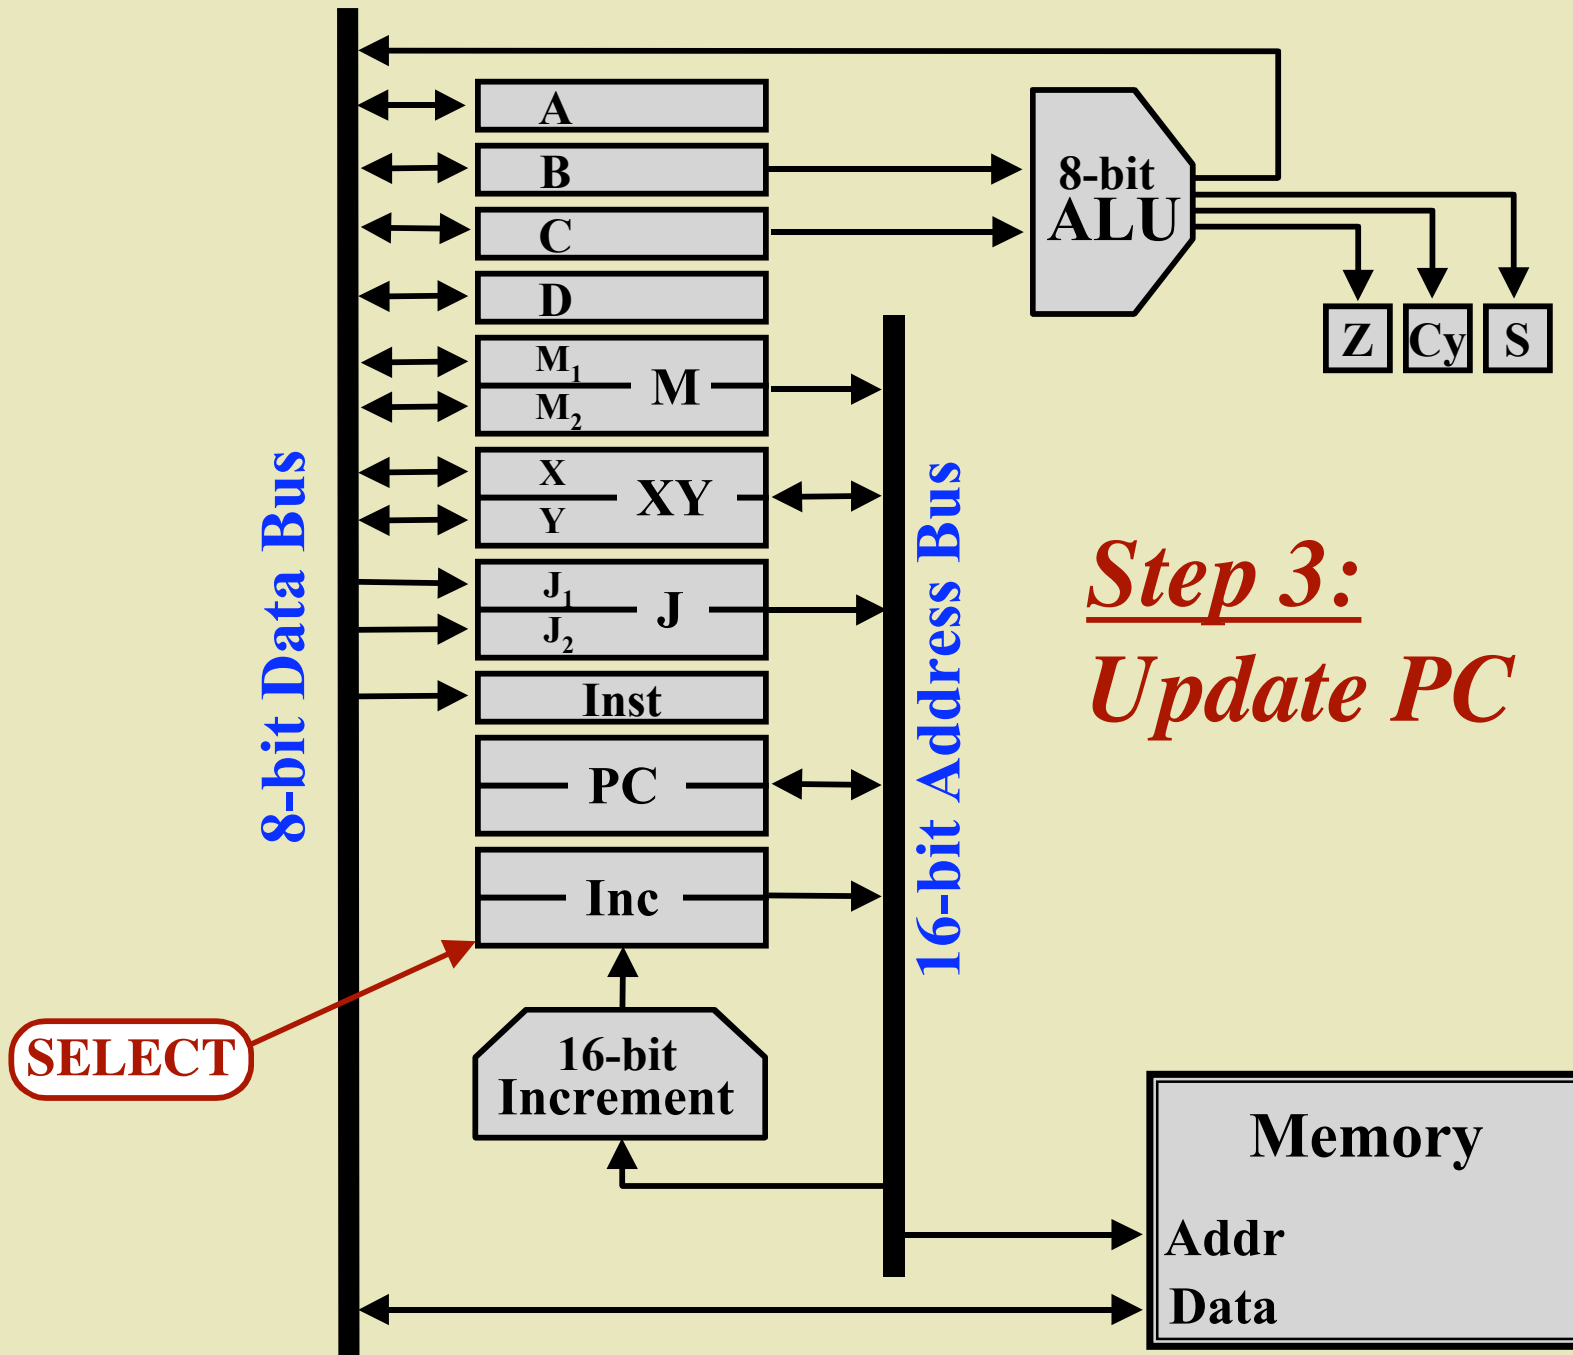 A
B
C
D
M1
M2
M
X
Y
XY
J1
J2
J
Inst
PC
Inc
16-bit
Increment
8-bit
ALU
Z
Cy
S
8-bit Data Bus
16-bit Address Bus
Step 3:
Update PC
SELECT
Memory
Addr
Data